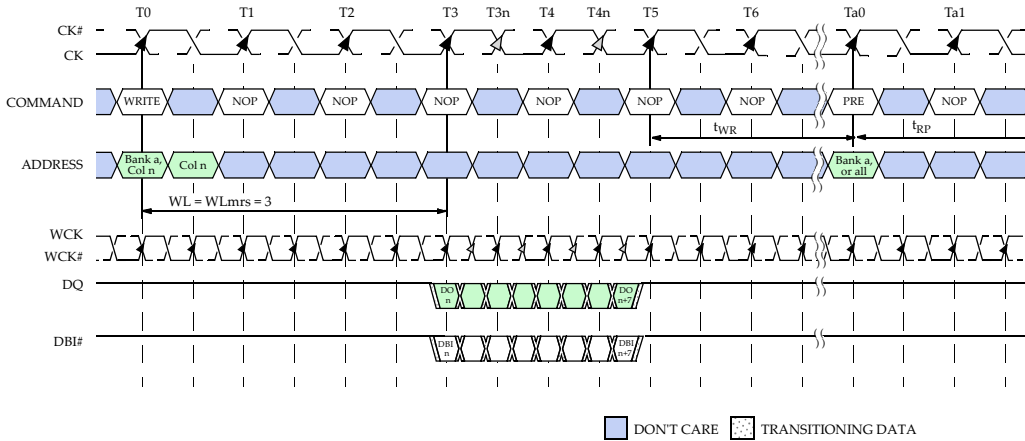 T0 T1 T2 T3 T3n T4 T4n T5 T6 Ta0 Ta1
CK#
CK
COMMAND WRITE NOP NOP NOP NOP NOP NOP PRE NOP
tWR tRP
ADDRESS Bank a, Col n Col n Bank a, or all
WL = WLmrs = 3
WCK
WCK#
DQ DO n DO n+7
DBI# DBI n DBI n+7
DON'T CARE TRANSITIONING DATA